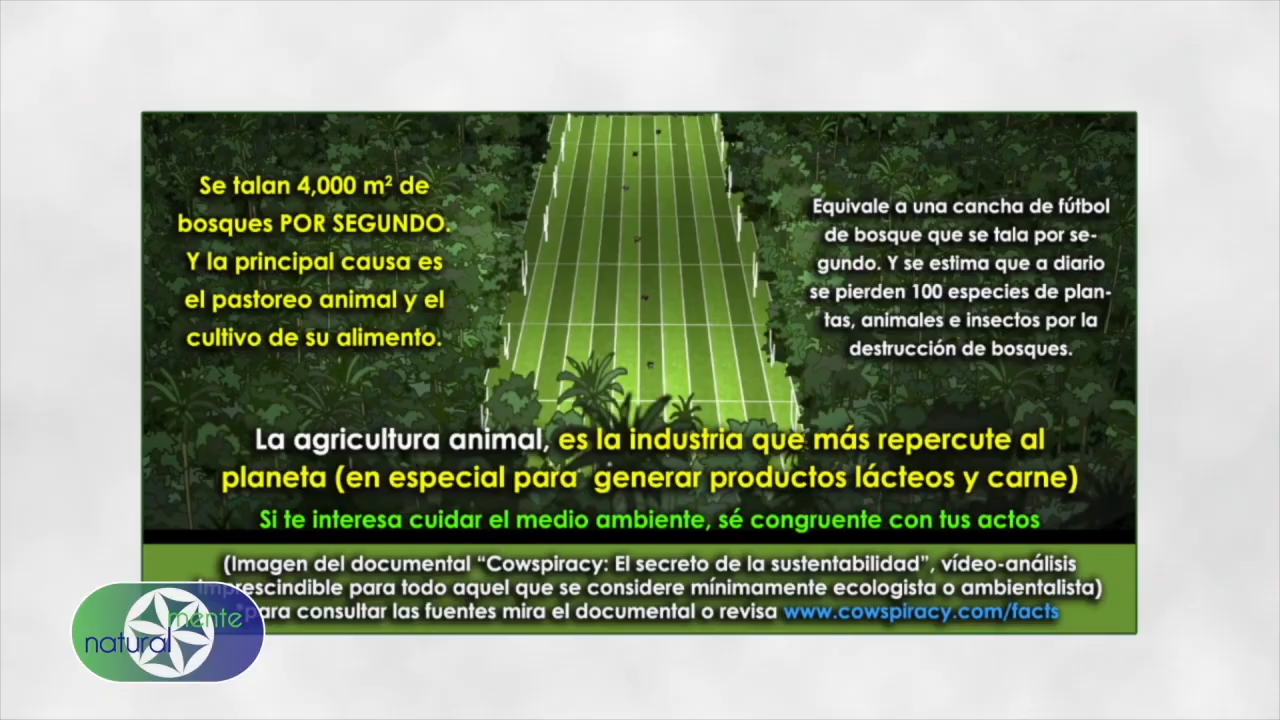 Se talan 4,000 m² de
bosques POR SEGUNDO.
Y la principal causa es
el pastoreo animal y el
cultivo de su alimento.
Equivale a una cancha de fútbol
de bosque que se tala por se-
gundo. Y se estima que a diario
se pierden 100 especies de plan-
tas, animales e insectos por la
destrucción de bosques.
La agricultura animal, es la industria que más repercute al
planeta (en especial para generar productos lácteos y carne)
Si te interesa cuidar el medio ambiente, sé congruente con tus actos
(Imagen del documental “Cowspiracy: El secreto de la sustentabilidad”, vídeo-análisis
imprescindible para todo aquel que se considere mínimamente ecologista o ambientalista)
*para consultar las fuentes mira el documental o revisa www.cowspiracy.com/facts
natural
mente